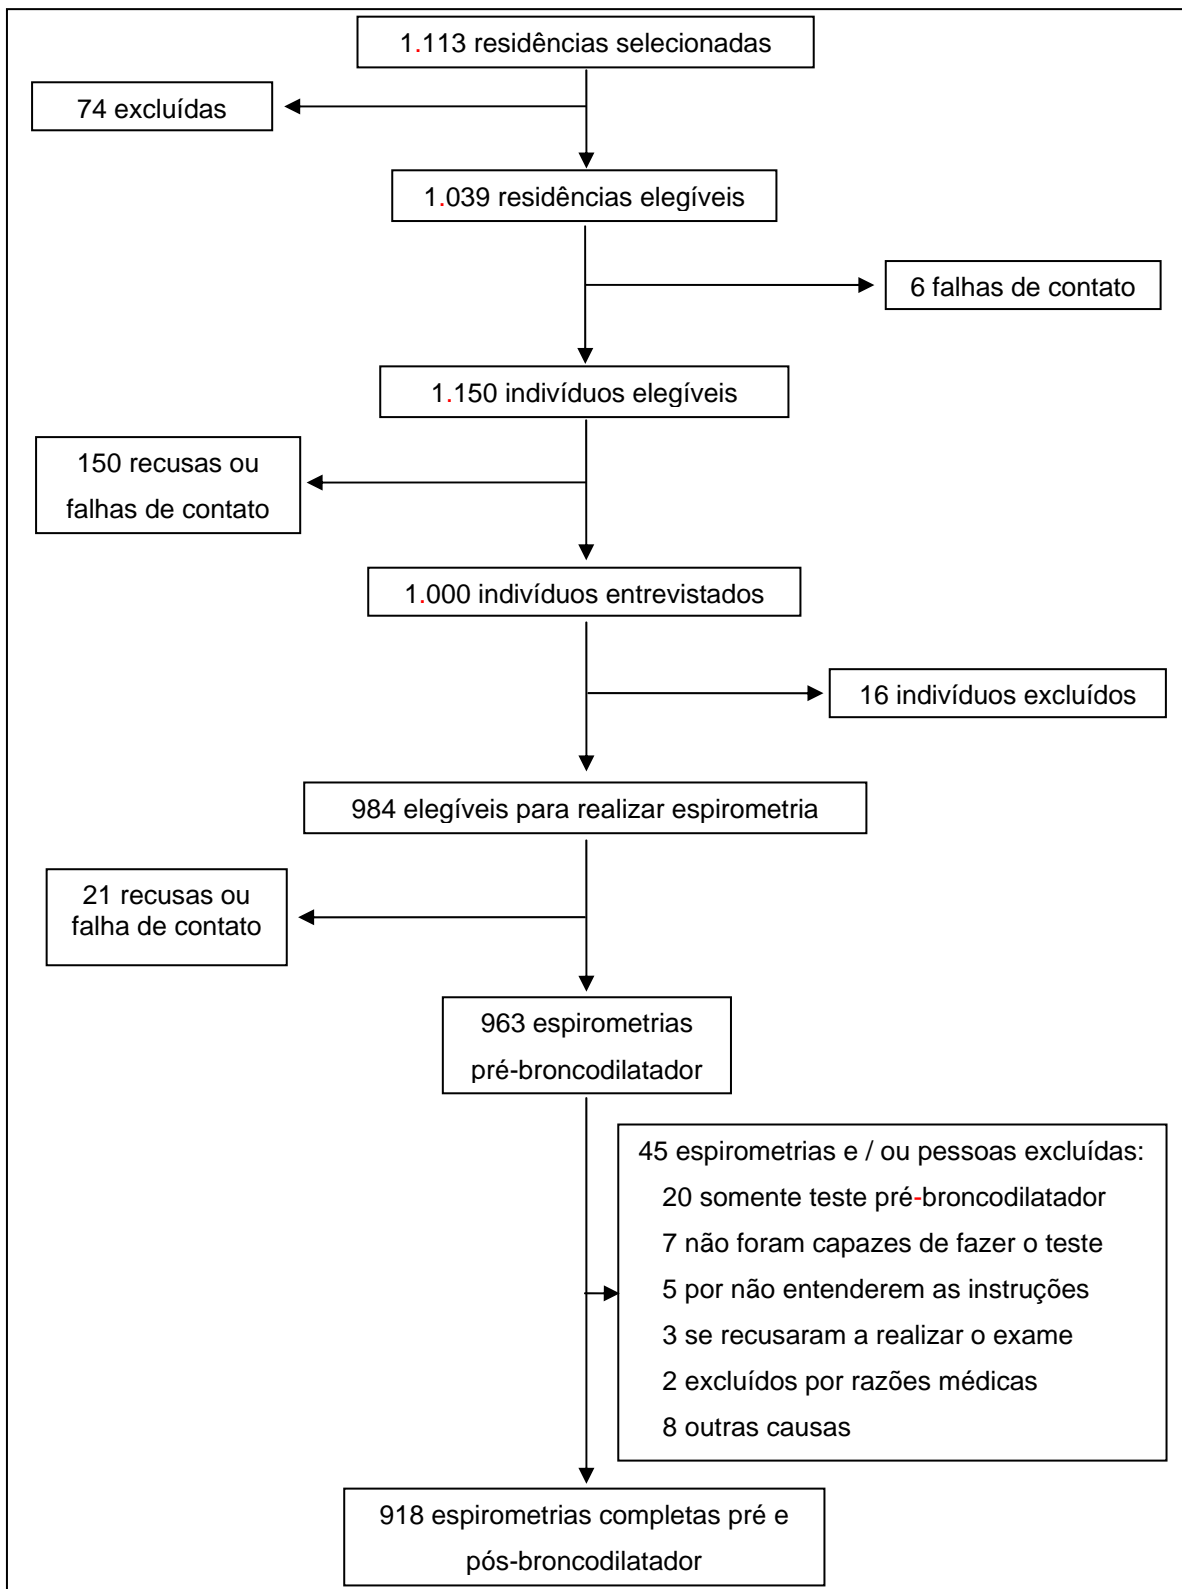 1.113 residências selecionadas
74 excluídas
1.039 residências elegíveis
6 falhas de contato
1.150 indivíduos elegíveis
150 recusas ou
falhas de contato
1.000 indivíduos entrevistados
16 indivíduos excluídos
984 elegíveis para realizar espirometria
21 recusas ou
falha de contato
963 espirometrias
pré-broncodilatador
45 espirometrias e / ou pessoas excluídas:
20 somente teste pré-broncodilatador
7 não foram capazes de fazer o teste
5 por não entenderem as instruções
3 se recusaram a realizar o exame
2 excluídos por razões médicas
8 outras causas
918 espirometrias completas pré e
pós-broncodilatador